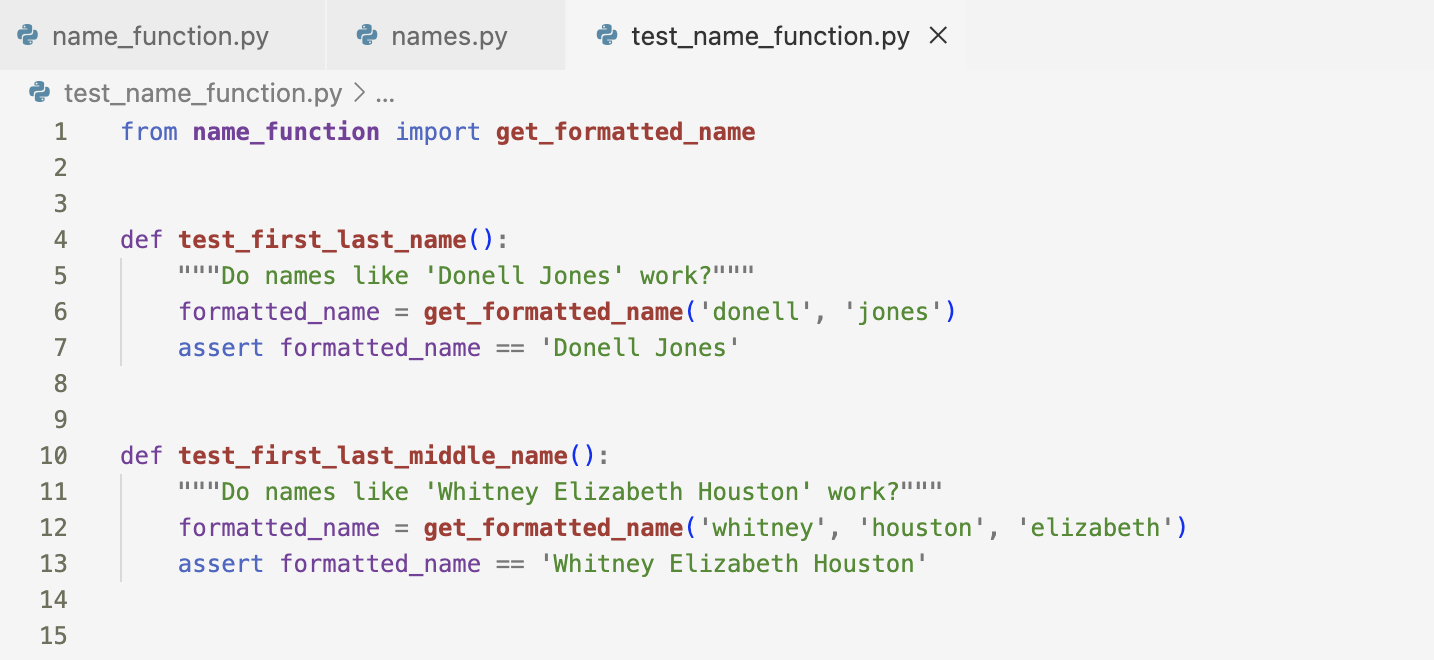 name_function.py names.py test_name_function.py ×
test_name_function.py > ...
1 from name_function import get_formatted_name
2
3
4 def test_first_last_name():
5     """Do names like 'Donell Jones' work?"""
6     formatted_name = get_formatted_name('donell', 'jones')
7     assert formatted_name == 'Donell Jones'
8
9
10 def test_first_last_middle_name():
11     """Do names like 'Whitney Elizabeth Houston' work?"""
12     formatted_name = get_formatted_name('whitney', 'houston', 'elizabeth')
13     assert formatted_name == 'Whitney Elizabeth Houston'
14
15